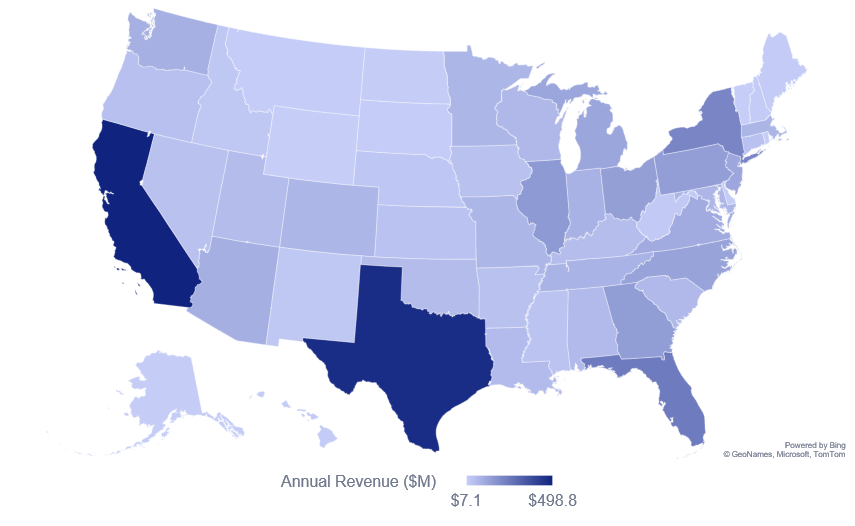 Powered by Bing
© GeoNames, Microsoft, TomTom
Annual Revenue ($M)
$7.1 $498.8